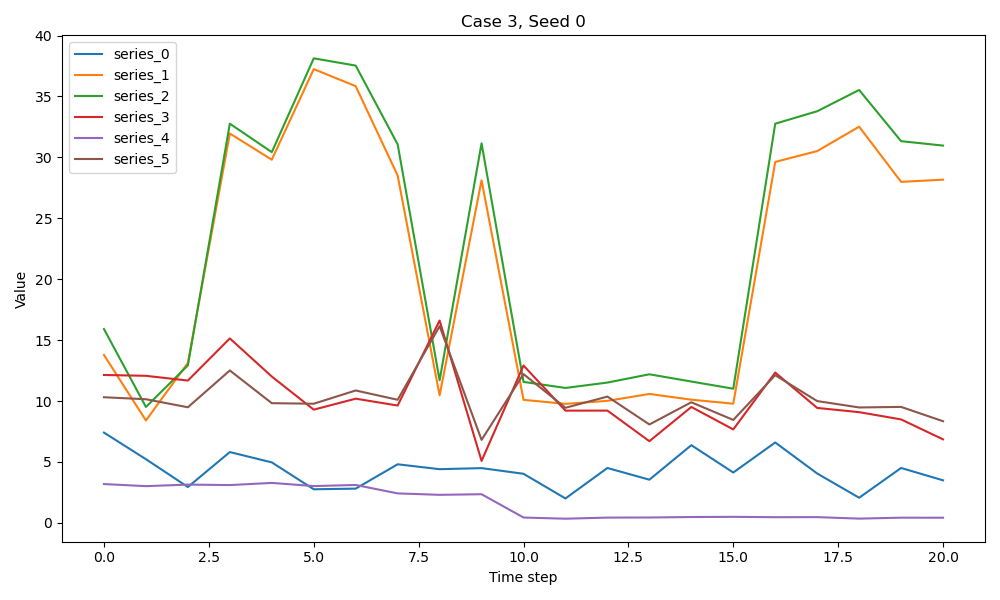 Case 3, Seed 0
series_0
series_1
series_2
series_3
series_4
series_5
Value
40
35
30
25
20
15
10
5
0
0.0 2.5 5.0 7.5 10.0 12.5 15.0 17.5 20.0
Time step